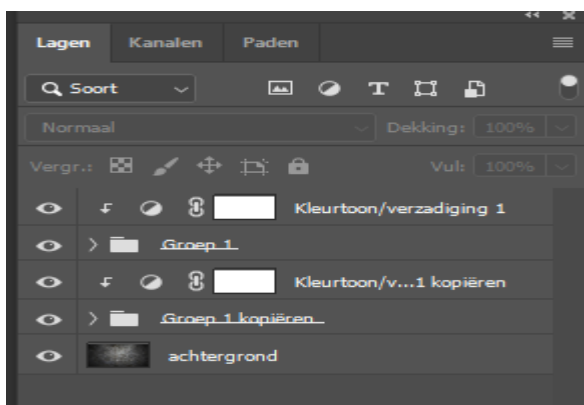 Lagen Kanalen Paden
Soort
Normaal Dekking: 100%
Vergr.: Vul: 100%
Kleurtoon/verzadiging 1
Groep 1
Kleurtoon/v...1 kopiëren
Groep 1 kopiëren
achtergrond